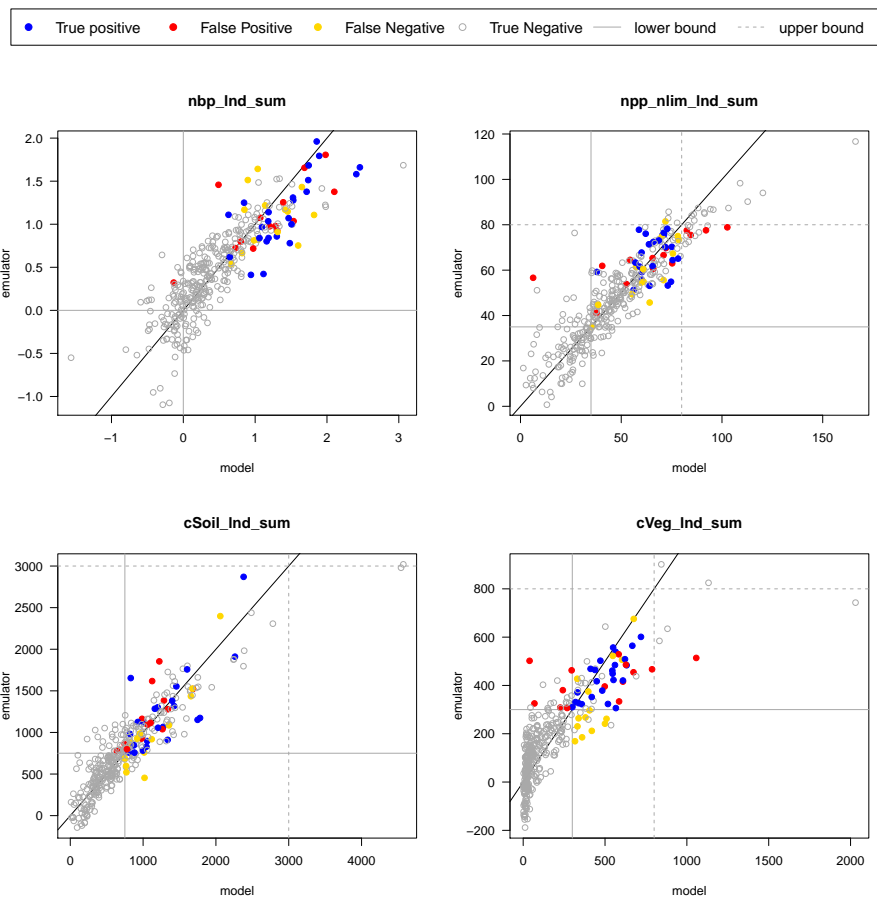 True positive False Positive False Negative True Negative lower bound upper bound
nbp_lnd_sum
2.0
1.5
1.0
0.5
0.0
−0.5
−1.0
emulator
−1 0 1 2 3
model
npp_nlim_lnd_sum
120
100
80
60
40
20
0
emulator
0 50 100 150
model
cSoil_lnd_sum
3000
2500
2000
1500
1000
500
0
emulator
0 1000 2000 3000 4000
model
cVeg_lnd_sum
800
600
400
200
0
−200
emulator
0 500 1000 1500 2000
model